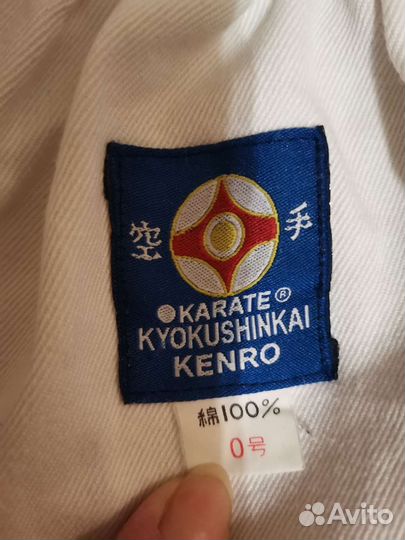 空 手
KARATE®
KYOKUSHINKAI
KENRO
綿100%
0号
Avito